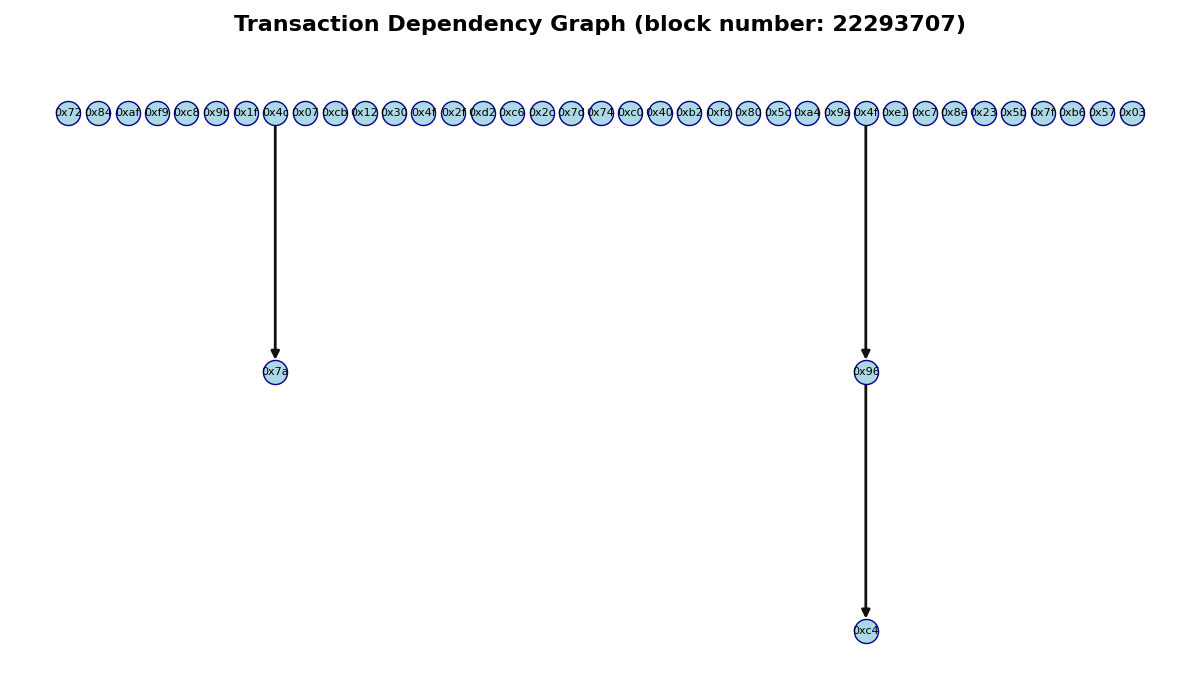 Transaction Dependency Graph (block number: 22293707)
0x72 0x84 0xaf 0xf9 0xc8 0x9b 0x1f 0x4c 0x07 0xcb 0x12 0x30 0x4f 0x2f 0xd2 0xc6 0x2c 0x7d 0x74 0xc0 0x40 0xb2 0xfd 0x80 0x5c 0xa4 0x9a 0x4f 0xe1 0xc7 0x8e 0x23 0x5b 0x7f 0xb6 0x57 0x03
0x7a 0x96
0xc4